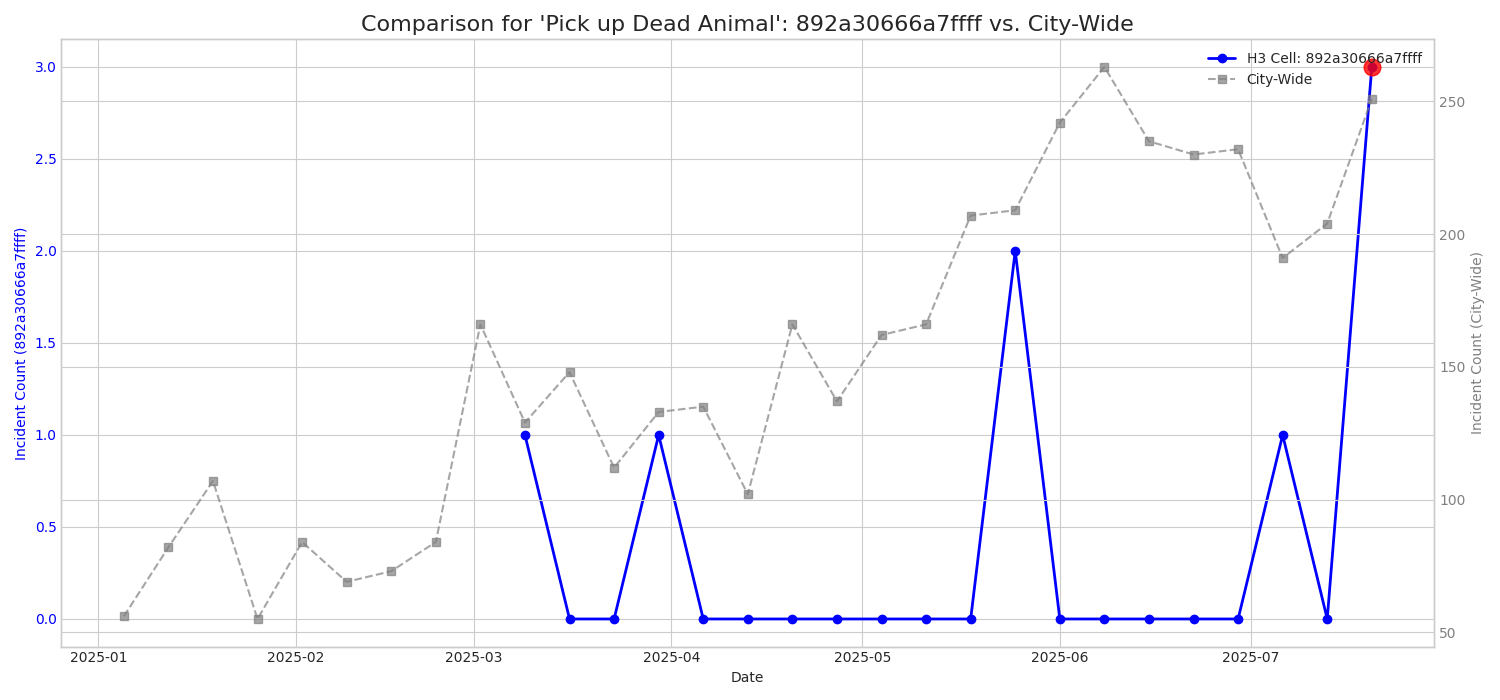 Comparison for 'Pick up Dead Animal': 892a30666a7ffff vs. City-Wide
H3 Cell: 892a30666a7ffff
City-Wide
Incident Count (892a30666a7ffff)
3.0
2.5
2.0
1.5
1.0
0.5
0.0
250
200
150
100
50
Incident Count (City-Wide)
2025-01 2025-02 2025-03 2025-04 2025-05 2025-06 2025-07
Date